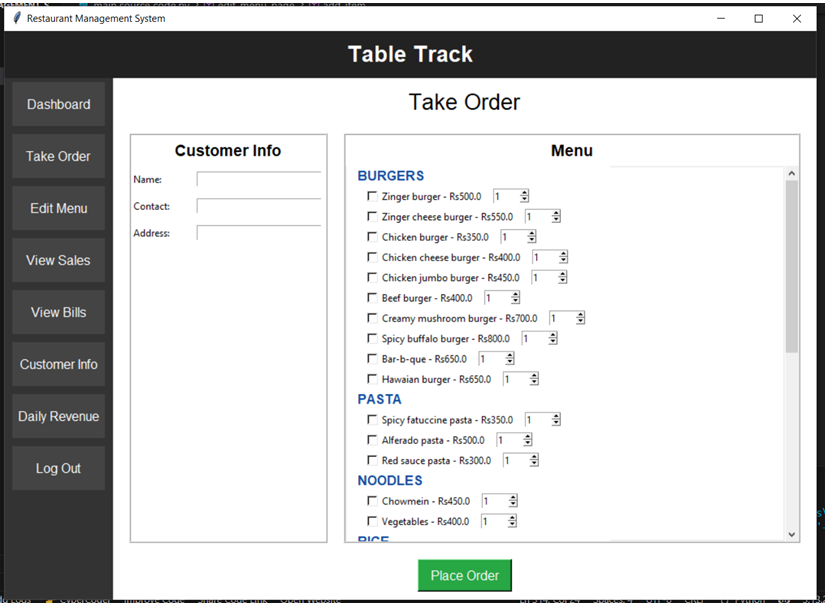 Restaurant Management System
Table Track
Dashboard
Take Order
Edit Menu
View Sales
View Bills
Customer Info
Daily Revenue
Log Out
Take Order
Customer Info
Name:
Contact:
Address:
Menu
BURGERS
Zinger burger - Rs500.0 1
Zinger cheese burger - Rs550.0 1
Chicken burger - Rs350.0 1
Chicken cheese burger - Rs400.0 1
Chicken jumbo burger - Rs450.0 1
Beef burger - Rs400.0 1
Creamy mushroom burger - Rs700.0 1
Spicy buffalo burger - Rs800.0 1
Bar-b-que - Rs650.0 1
Hawaian burger - Rs650.0 1
PASTA
Spicy fatuccine pasta - Rs350.0 1
Alferado pasta - Rs500.0 1
Red sauce pasta - Rs300.0 1
NOODLES
Chowmein - Rs450.0 1
Vegetables - Rs400.0 1
RICE
Place Order